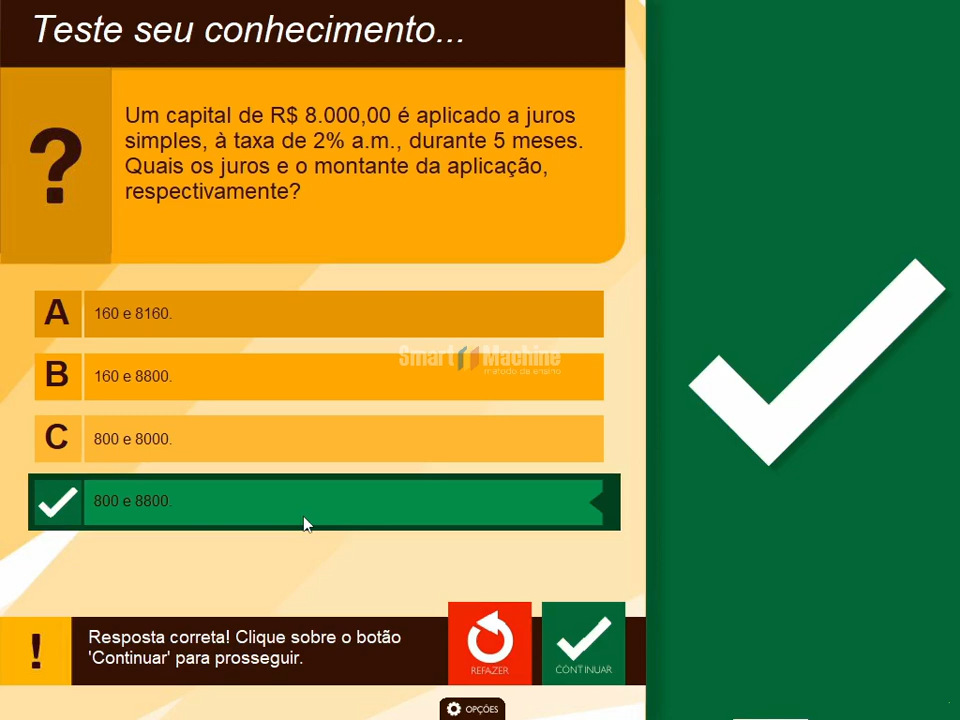 Teste seu conhecimento...
?
Um capital de R$ 8.000,00 é aplicado a juros
simples, à taxa de 2% a.m., durante 5 meses.
Quais os juros e o montante da aplicação,
respectivamente?
A 160 e 8160.
Smart Machine
método de ensino
B 160 e 8800.
C 800 e 8000.
800 e 8800.
! Resposta correta! Clique sobre o botão
'Continuar' para prosseguir.
REFAZER
CONTINUAR
OPÇÕES